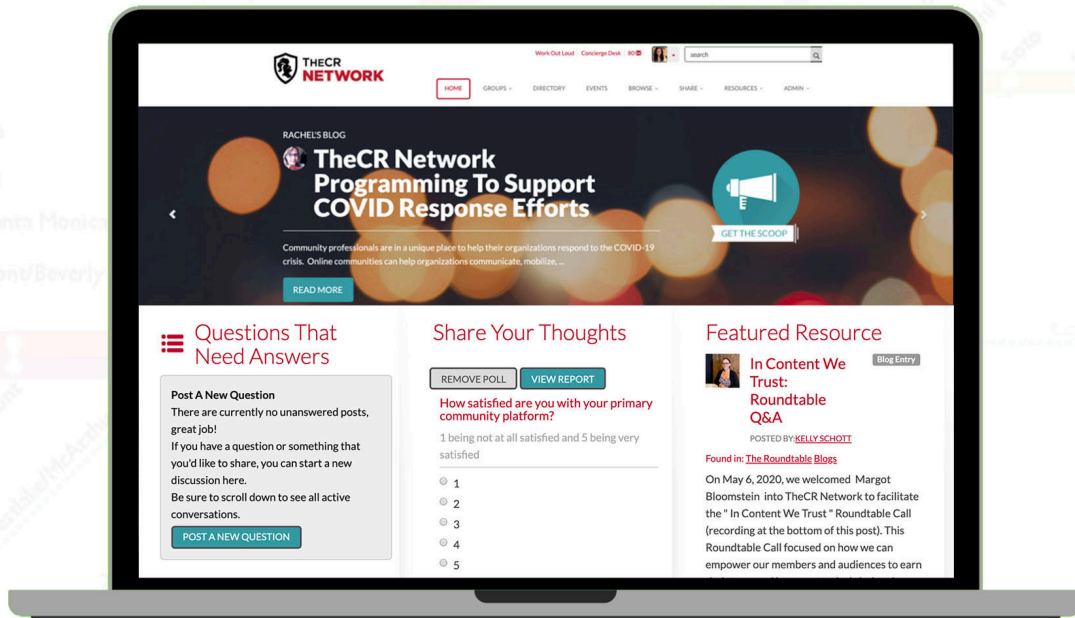 THECR
NETWORK
Work Out Loud Concierge Desk 80
search
HOME GROUPS DIRECTORY EVENTS BROWSE SHARE RESOURCES ADMIN
RACHEL'S BLOG
TheCR Network
Programming To Support
COVID Response Efforts
Community professionals are in a unique place to help their organizations respond to the COVID-19
crisis. Online communities can help organizations communicate, mobilize, ...
READ MORE
GET THE SCOOP
Questions That
Need Answers
Post A New Question
There are currently no unanswered posts,
great job!
If you have a question or something that
you'd like to share, you can start a new
discussion here.
Be sure to scroll down to see all active
conversations.
POST A NEW QUESTION
Share Your Thoughts
REMOVE POLL VIEW REPORT
How satisfied are you with your primary
community platform?
1 being not at all satisfied and 5 being very
satisfied
1
2
3
4
5
Featured Resource
In Content We
Trust:
Roundtable
Q&A
Blog Entry
POSTED BY:KELLY SCHOTT
Found in: The Roundtable Blogs
On May 6, 2020, we welcomed Margot
Bloomstein into TheCR Network to facilitate
the " In Content We Trust " Roundtable Call
(recording at the bottom of this post). This
Roundtable Call focused on how we can
empower our members and audiences to earn
Soto